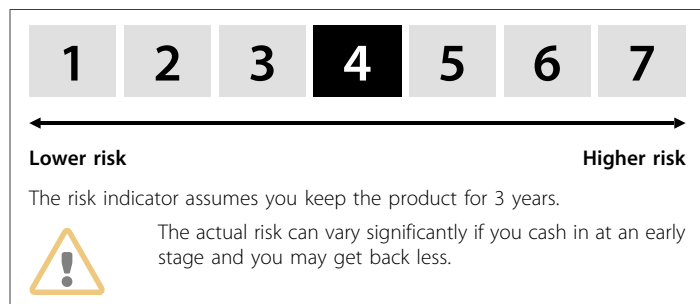 1 2 3 4 5 6 7
Lower risk Higher risk
The risk indicator assumes you keep the product for 3 years.
The actual risk can vary significantly if you cash in at an early
stage and you may get back less.